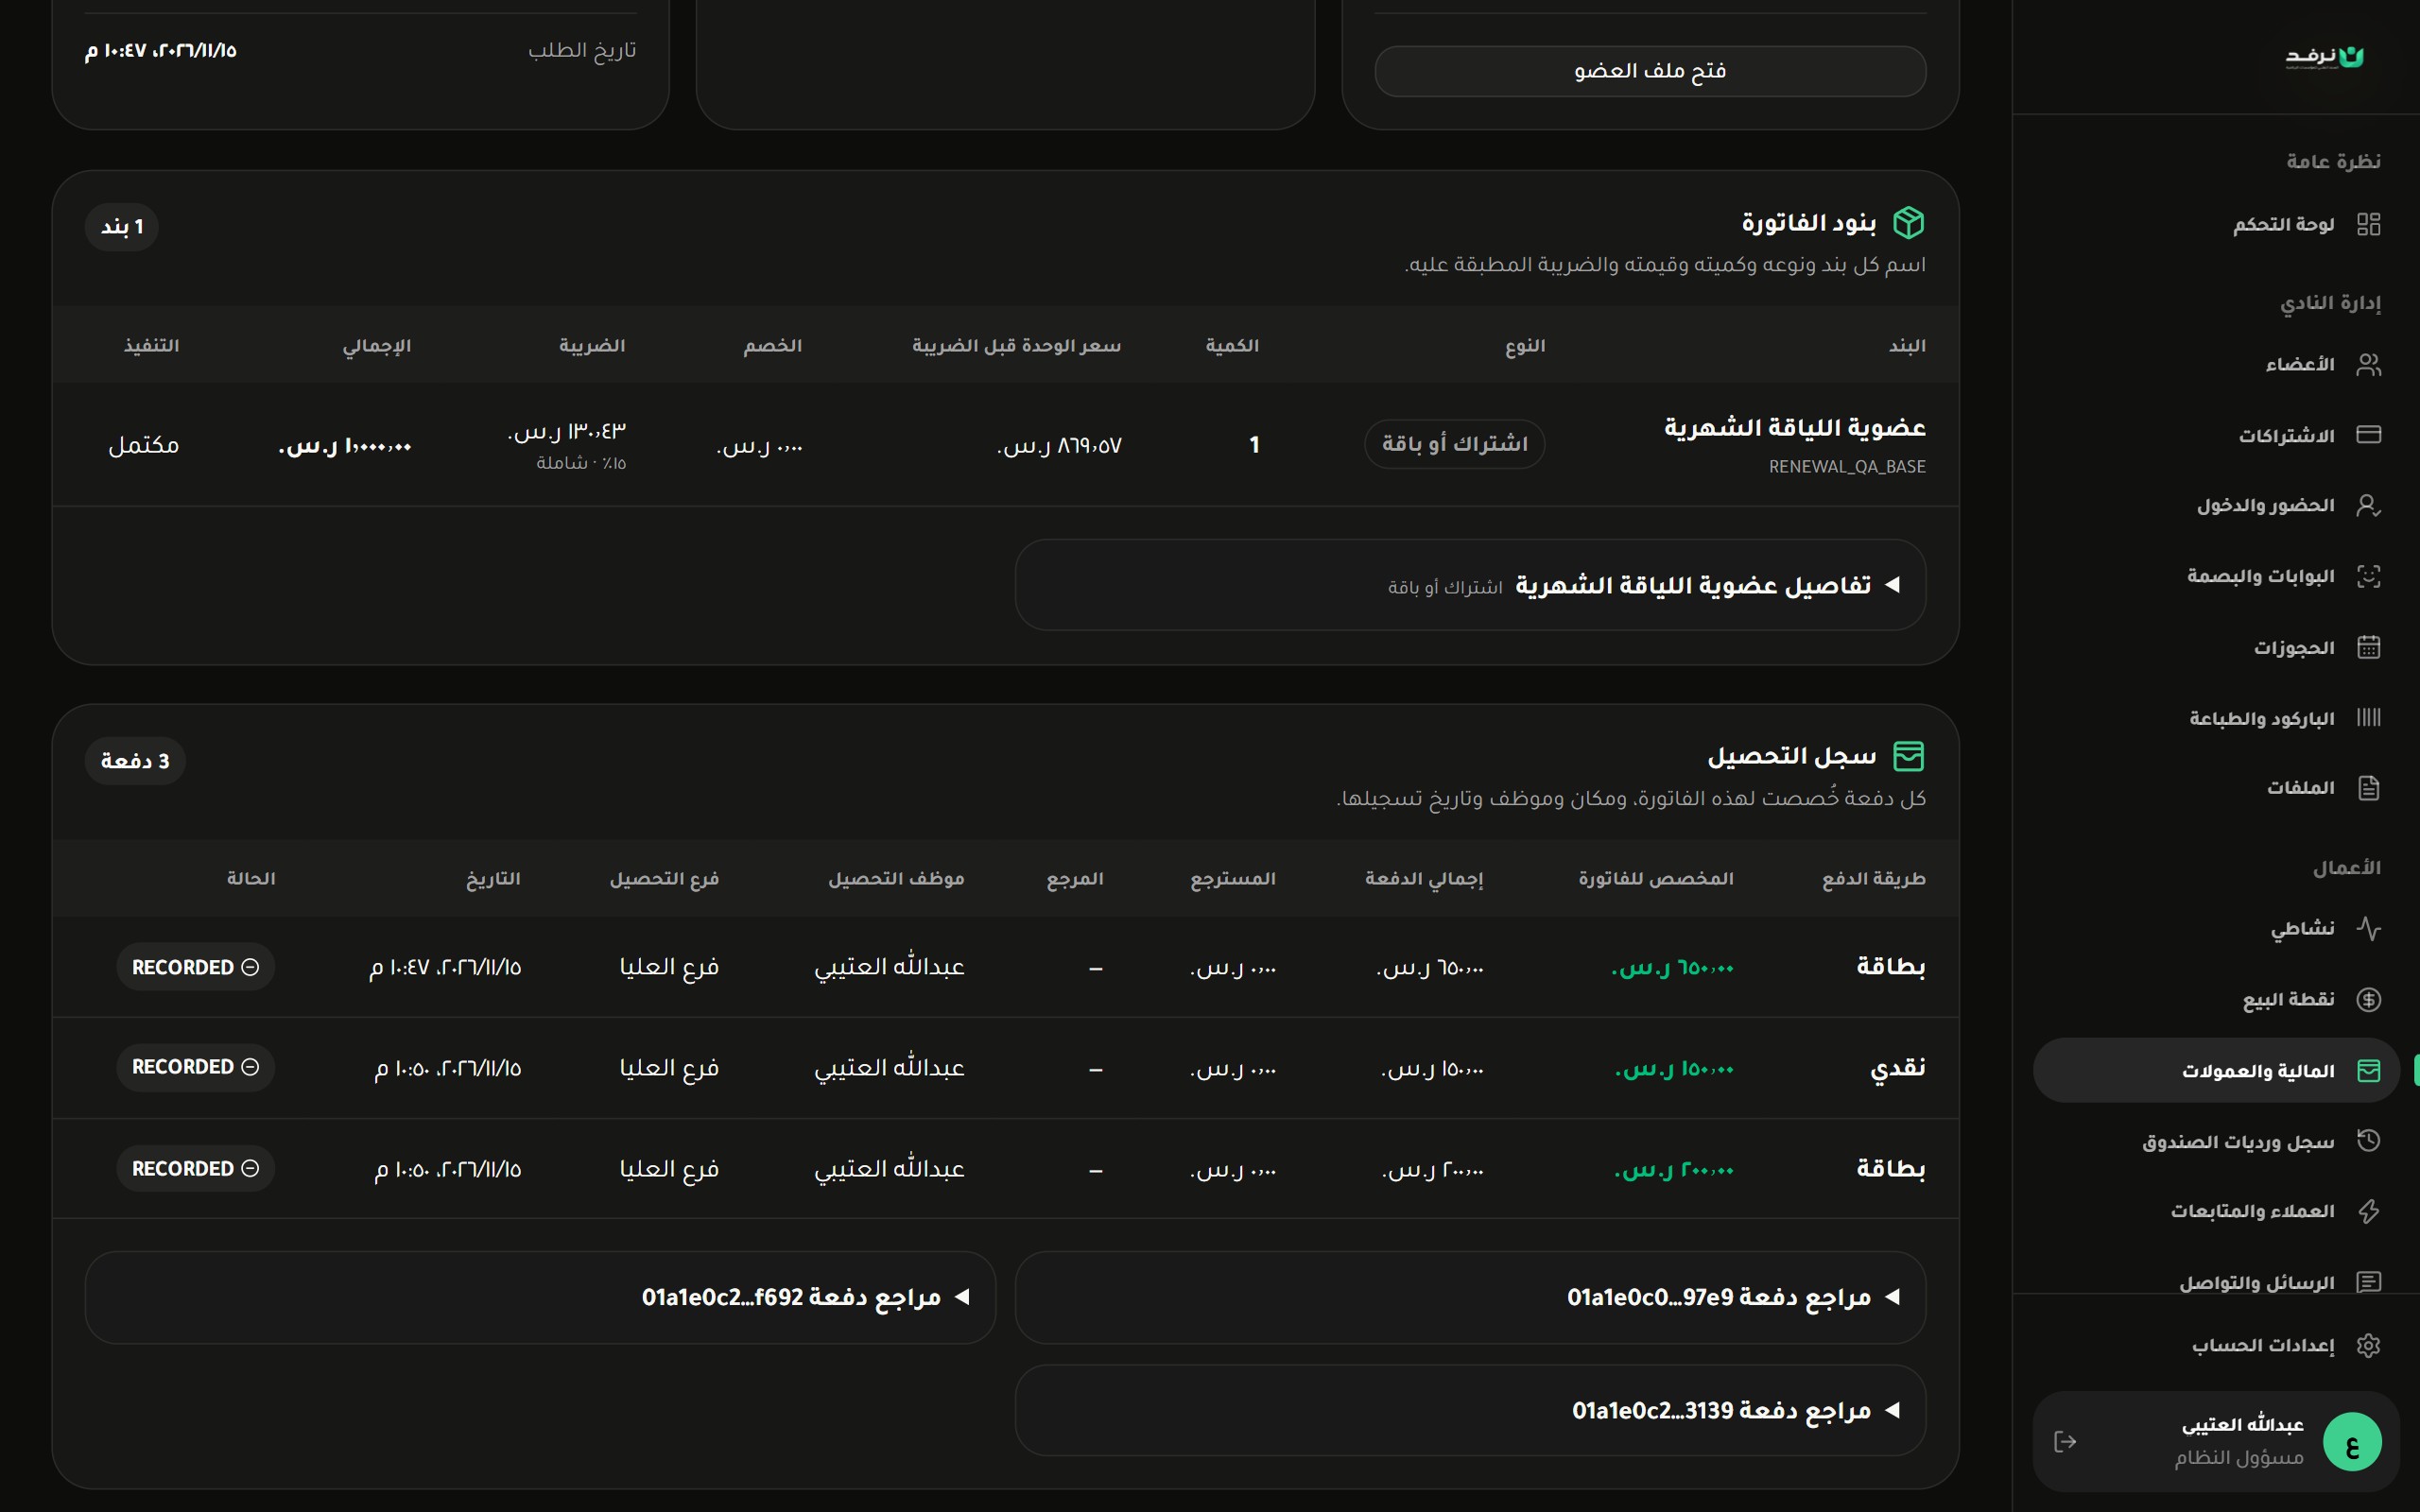 نرفد
نظرة عامة
لوحة التحكم
إدارة النادي
الأعضاء
الاشتراكات
الحضور والدخول
البوابات والبصمة
الحجوزات
الباركود والطباعة
الملفات
الأعمال
نشاطي
نقطة البيع
المالية والعمولات
سجل ورديات الصندوق
العملاء والمتابعات
الرسائل والتواصل
إعدادات الحساب
عبدالله العتيبي
مسؤول النظام
ع
فتح ملف العضو
تاريخ الطلب
١٥‏/١١‏/٢٠٢٦، ١٠:٤٧ م
بنود الفاتورة
1 بند
اسم كل بند ونوعه وكميته وقيمته والضريبة المطبقة عليه.
البند النوع الكمية سعر الوحدة قبل الضريبة الخصم الضريبة الإجمالي التنفيذ
عضوية اللياقة الشهرية اشتراك أو باقة 1 ٨٦٩٫٥٧ ر.س. ٠٫٠٠ ر.س. ١٣٠٫٤٣ ر.س. ١٬٠٠٠٫٠٠ ر.س. مكتمل
RENEWAL_QA_BASE ١٥٪ · شاملة
تفاصيل عضوية اللياقة الشهرية اشتراك أو باقة
سجل التحصيل
3 دفعة
كل دفعة خُصصت لهذه الفاتورة، ومكان وموظف وتاريخ تسجيلها.
طريقة الدفع المخصص للفاتورة إجمالي الدفعة المسترجع المرجع موظف التحصيل فرع التحصيل التاريخ الحالة
بطاقة ٦٥٠٫٠٠ ر.س. ٦٥٠٫٠٠ ر.س. ٠٫٠٠ ر.س. — عبدالله العتيبي فرع العليا ١٥‏/١١‏/٢٠٢٦، ١٠:٤٧ م RECORDED
نقدي ١٥٠٫٠٠ ر.س. ١٥٠٫٠٠ ر.س. ٠٫٠٠ ر.س. — عبدالله العتيبي فرع العليا ١٥‏/١١‏/٢٠٢٦، ١٠:٥٠ م RECORDED
بطاقة ٢٠٠٫٠٠ ر.س. ٢٠٠٫٠٠ ر.س. ٠٫٠٠ ر.س. — عبدالله العتيبي فرع العليا ١٥‏/١١‏/٢٠٢٦، ١٠:٥٠ م RECORDED
مراجع دفعة 01a1e0c0…97e9
مراجع دفعة 01a1e0c2…f692
مراجع دفعة 01a1e0c2…3139